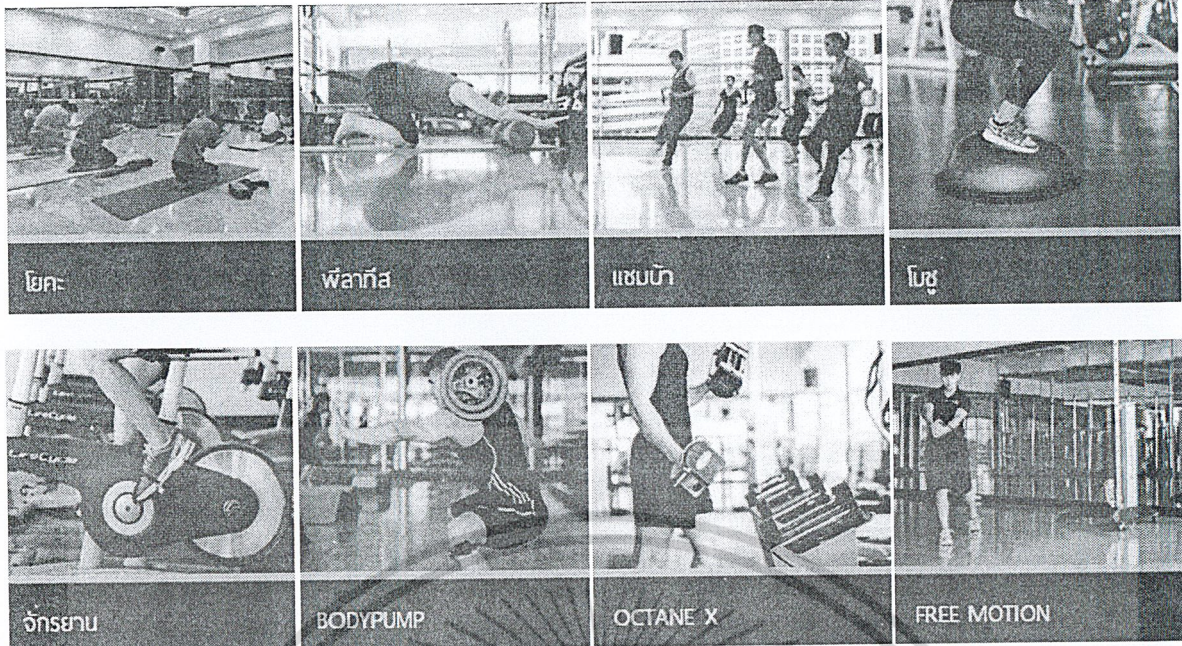 โยคะ
พีลาทีส
แซมบ้า
โบซู
LifeCycle
จักรยาน
BODYPUMP
OCTANE X
FREE MOTION